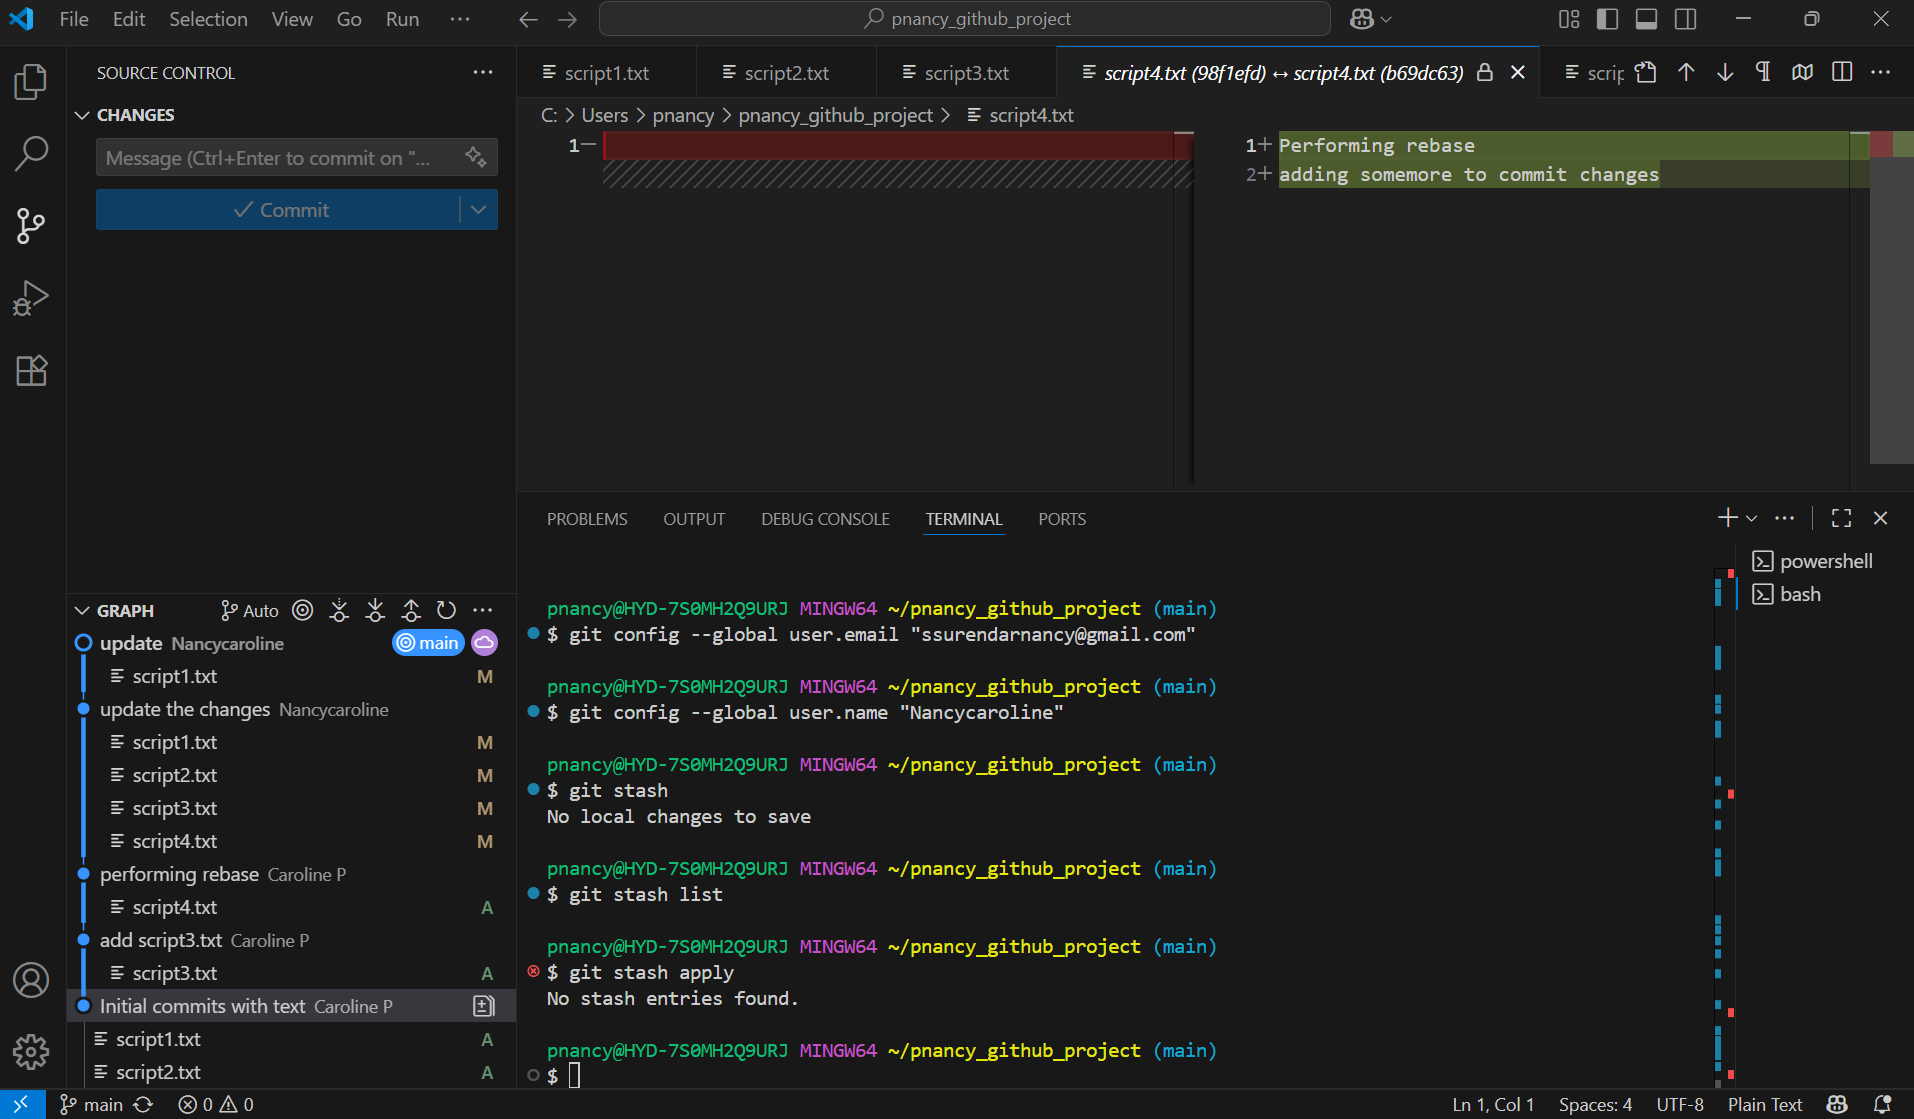 File Edit Selection View Go Run ···
pnancy_github_project
SOURCE CONTROL
CHANGES
Message (Ctrl+Enter to commit on "...
Commit
script1.txt
script2.txt
script3.txt
script4.txt (98f1efd) ↔ script4.txt (b69dc63)
scrip
C: > Users > pnancy > pnancy_github_project > script4.txt
1−
1+ Performing rebase
2+ adding somemore to commit changes
PROBLEMS OUTPUT DEBUG CONSOLE TERMINAL PORTS
powershell
bash
pnancy@HYD-7S0MH2Q9URJ MINGW64 ~/pnancy_github_project (main)
$ git config --global user.email "ssurendarnancy@gmail.com"
pnancy@HYD-7S0MH2Q9URJ MINGW64 ~/pnancy_github_project (main)
$ git config --global user.name "Nancycaroline"
pnancy@HYD-7S0MH2Q9URJ MINGW64 ~/pnancy_github_project (main)
$ git stash
No local changes to save
pnancy@HYD-7S0MH2Q9URJ MINGW64 ~/pnancy_github_project (main)
$ git stash list
pnancy@HYD-7S0MH2Q9URJ MINGW64 ~/pnancy_github_project (main)
$ git stash apply
No stash entries found.
pnancy@HYD-7S0MH2Q9URJ MINGW64 ~/pnancy_github_project (main)
$
GRAPH Auto
update Nancycaroline main
script1.txt M
update the changes Nancycaroline
script1.txt M
script2.txt M
script3.txt M
script4.txt M
performing rebase Caroline P
script4.txt A
add script3.txt Caroline P
script3.txt A
Initial commits with text Caroline P
script1.txt A
script2.txt A
main 0 0
Ln 1, Col 1 Spaces: 4 UTF-8 Plain Text